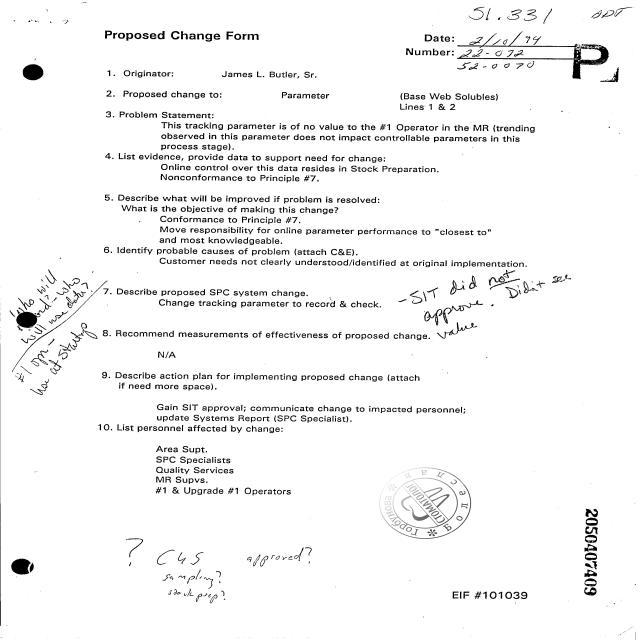 51.331
Proposed Change Form
Date: 2/10/94
Number: 22-072
52-0070
P
1. Originator: James L. Butler, Sr.
2. Proposed change to: Parameter (Base Web Solubles)
Lines 1 & 2
3. Problem Statement:
This tracking parameter is of no value to the #1 Operator in the MR (trending
observed in this parameter does not impact controllable parameters in this
process stage).
4. List evidence, provide data to support need for change:
Online control over this data resides in Stock Preparation.
Nonconformance to Principle #7.
5. Describe what will be improved if problem is resolved:
What is the objective of making this change?
Conformance to Principle #7.
Move responsibility for online parameter performance to "closest to"
and most knowledgeable.
6. Identify probable causes of problem (attach C&E).
Customer needs not clearly understood/identified at original implementation.
Who will
? Who
will use data?
#1 opr -
has at startup
7. Describe proposed SPC system change.
Change tracking parameter to record & check.
- SIT did not
approve. Didn't see
value
8. Recommend measurements of effectiveness of proposed change.
N/A
9. Describe action plan for implementing proposed change (attach
if need more space).
Gain SIT approval; communicate change to impacted personnel;
update Systems Report (SPC Specialist).
10. List personnel affected by change:
Area Supt.
SPC Specialists
Quality Services
MR Supvs.
#1 & Upgrade #1 Operators
? C4S approved?
sampling?
stock prep?
EIF #101039
2050407409